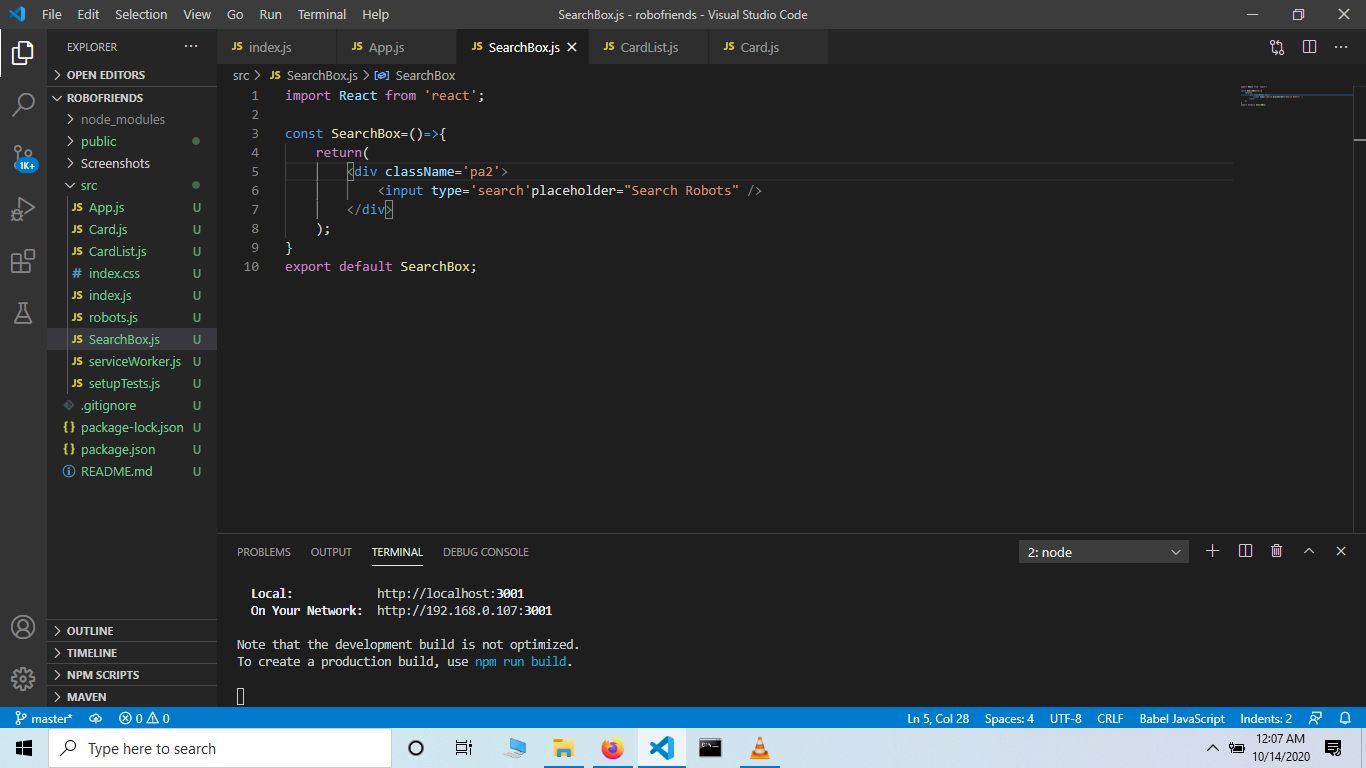 File Edit Selection View Go Run Terminal Help SearchBox.js - robofriends - Visual Studio Code
EXPLORER ···
OPEN EDITORS
ROBOFRIENDS
node_modules
public
Screenshots
src
JS App.js U
JS Card.js U
JS CardList.js U
# index.css U
JS index.js U
JS robots.js U
JS SearchBox.js U
JS serviceWorker.js U
JS setupTests.js U
.gitignore U
{} package-lock.json U
{} package.json U
README.md U
OUTLINE
TIMELINE
NPM SCRIPTS
MAVEN
1K+
JS index.js JS App.js JS SearchBox.js JS CardList.js JS Card.js
src > JS SearchBox.js > SearchBox
1 import React from 'react';
2
3 const SearchBox=()=>{
4 return(
5 <div className='pa2'>
6 <input type='search'placeholder="Search Robots" />
7 </div>
8 );
9 }
10 export default SearchBox;
PROBLEMS OUTPUT TERMINAL DEBUG CONSOLE 2: node
Local: http://localhost:3001
On Your Network: http://192.168.0.107:3001
Note that the development build is not optimized.
To create a production build, use npm run build.
master* 0 0 Ln 5, Col 28 Spaces: 4 UTF-8 CRLF Babel JavaScript Indents: 2
Type here to search
12:07 AM
10/14/2020